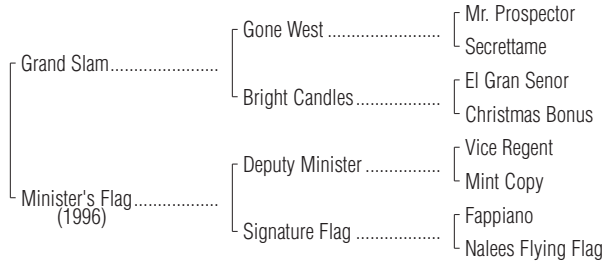 Mr. Prospector
Gone West ..........................
Secrettame
Grand Slam.........................
El Gran Senor
Bright Candles....................
Christmas Bonus
Vice Regent
Deputy Minister ..................
Mint Copy
Minister's Flag....................
(1996)
Fappiano
Signature Flag .....................
Nalees Flying Flag